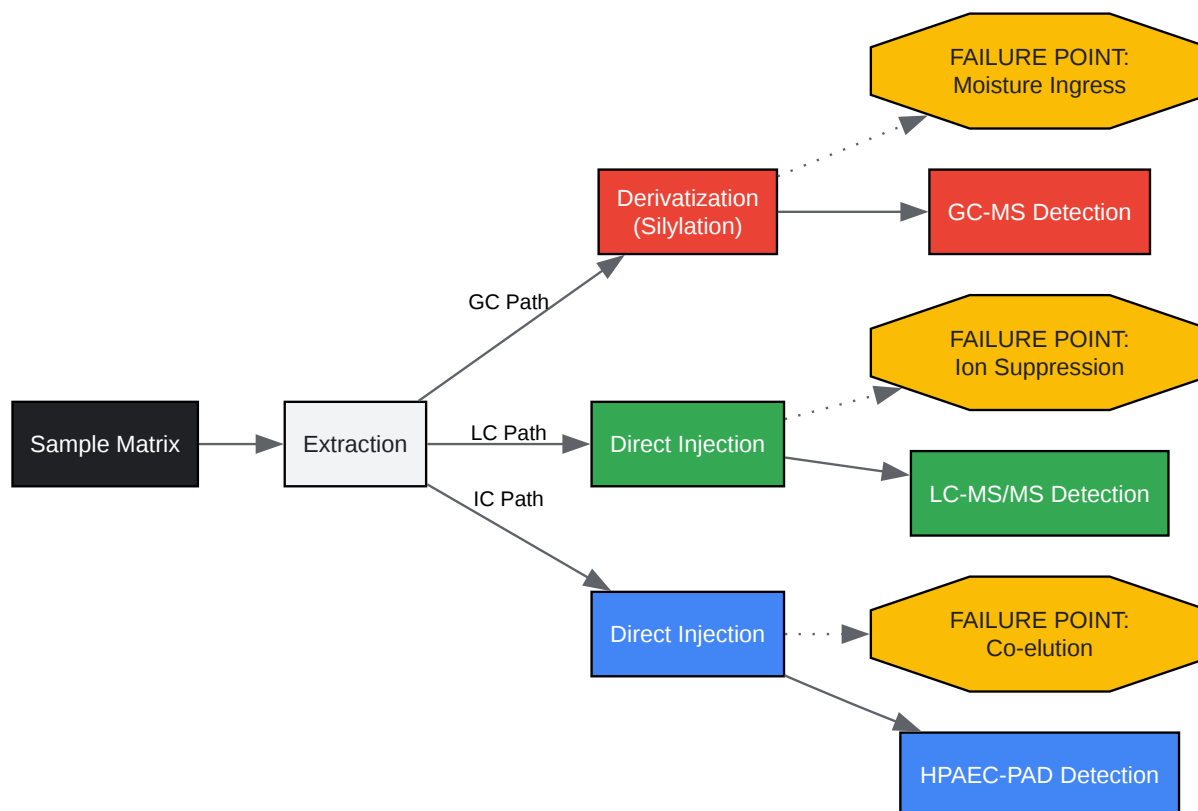 FAILURE POINT:
Moisture Ingress
Derivatization
(Silylation)
GC-MS Detection
GC Path
FAILURE POINT:
Ion Suppression
Sample Matrix
Extraction
LC Path
Direct Injection
LC-MS/MS Detection
IC Path
Direct Injection
FAILURE POINT:
Co-elution
HPAEC-PAD Detection